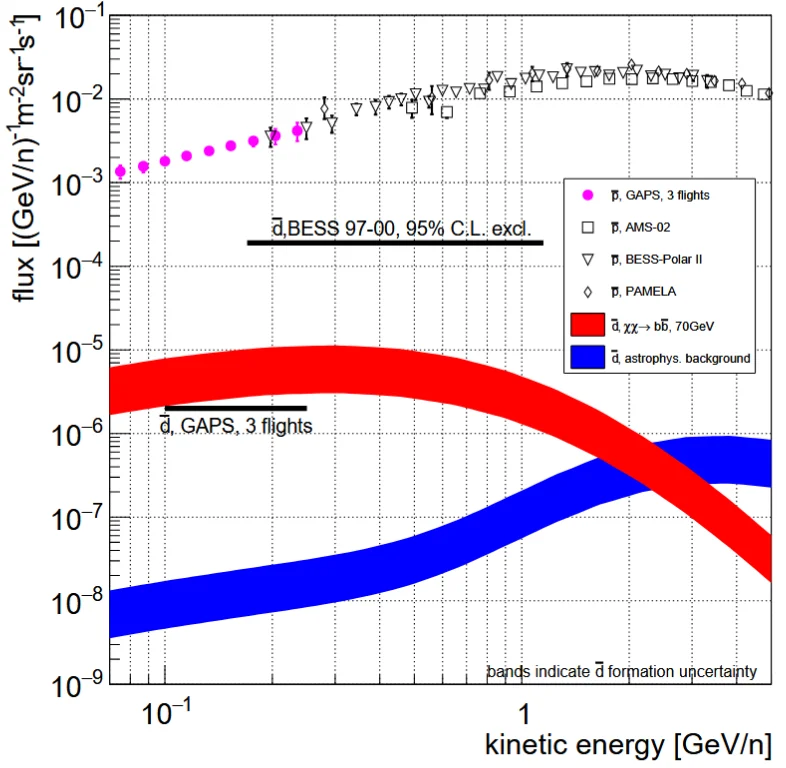 flux [(GeV/n)⁻¹m⁻²sr⁻¹s⁻¹]
10⁻¹
10⁻²
10⁻³
10⁻⁴
10⁻⁵
10⁻⁶
10⁻⁷
10⁻⁸
10⁻⁹
d̅,BESS 97-00, 95% C.L. excl.
p̅, GAPS, 3 flights
p̅, AMS-02
p̅, BESS-Polar II
p̅, PAMELA
d̅, χχ→ bb̅, 70GeV
d̅, astrophys. background
d̅, GAPS, 3 flights
bands indicate d̅ formation uncertainty
10⁻¹ 1
kinetic energy [GeV/n]